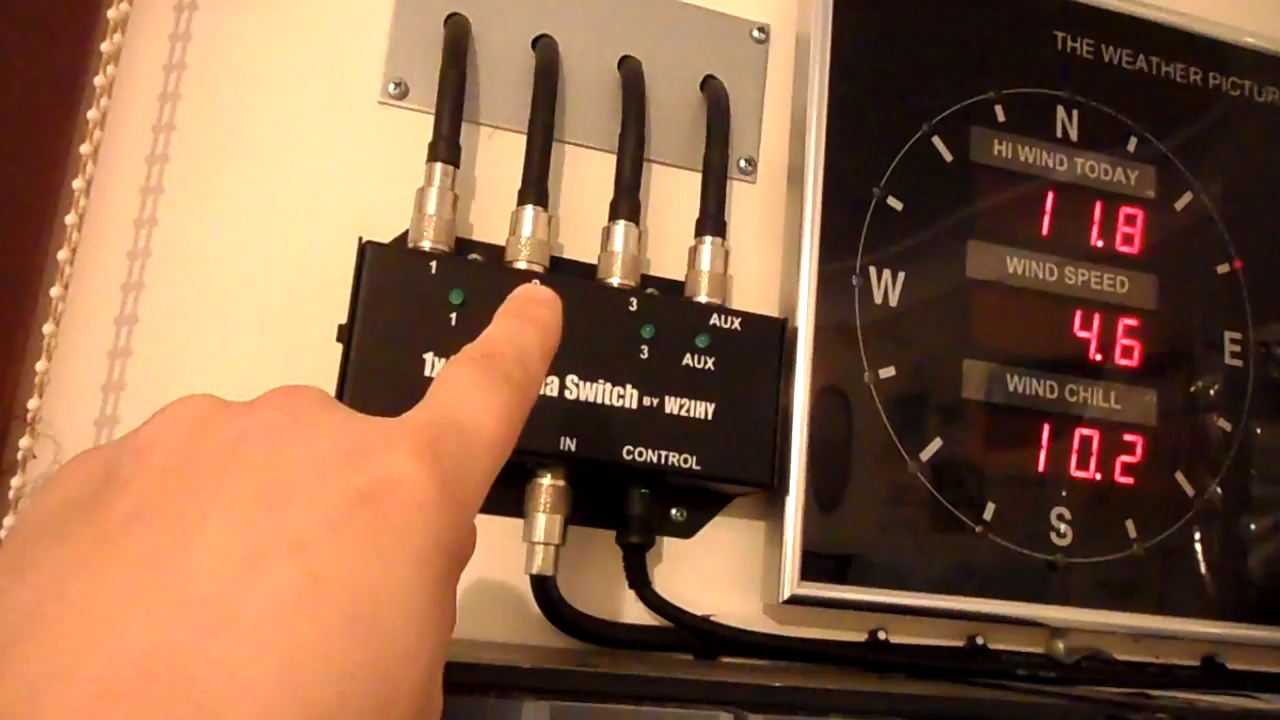 1
3
AUX
1
3
AUX
Switch BY W2IHY
IN
CONTROL
THE WEATHER
N
HI WIND TODAY
11.8
W
WIND SPEED
4.6
E
WIND CHILL
10.2
S